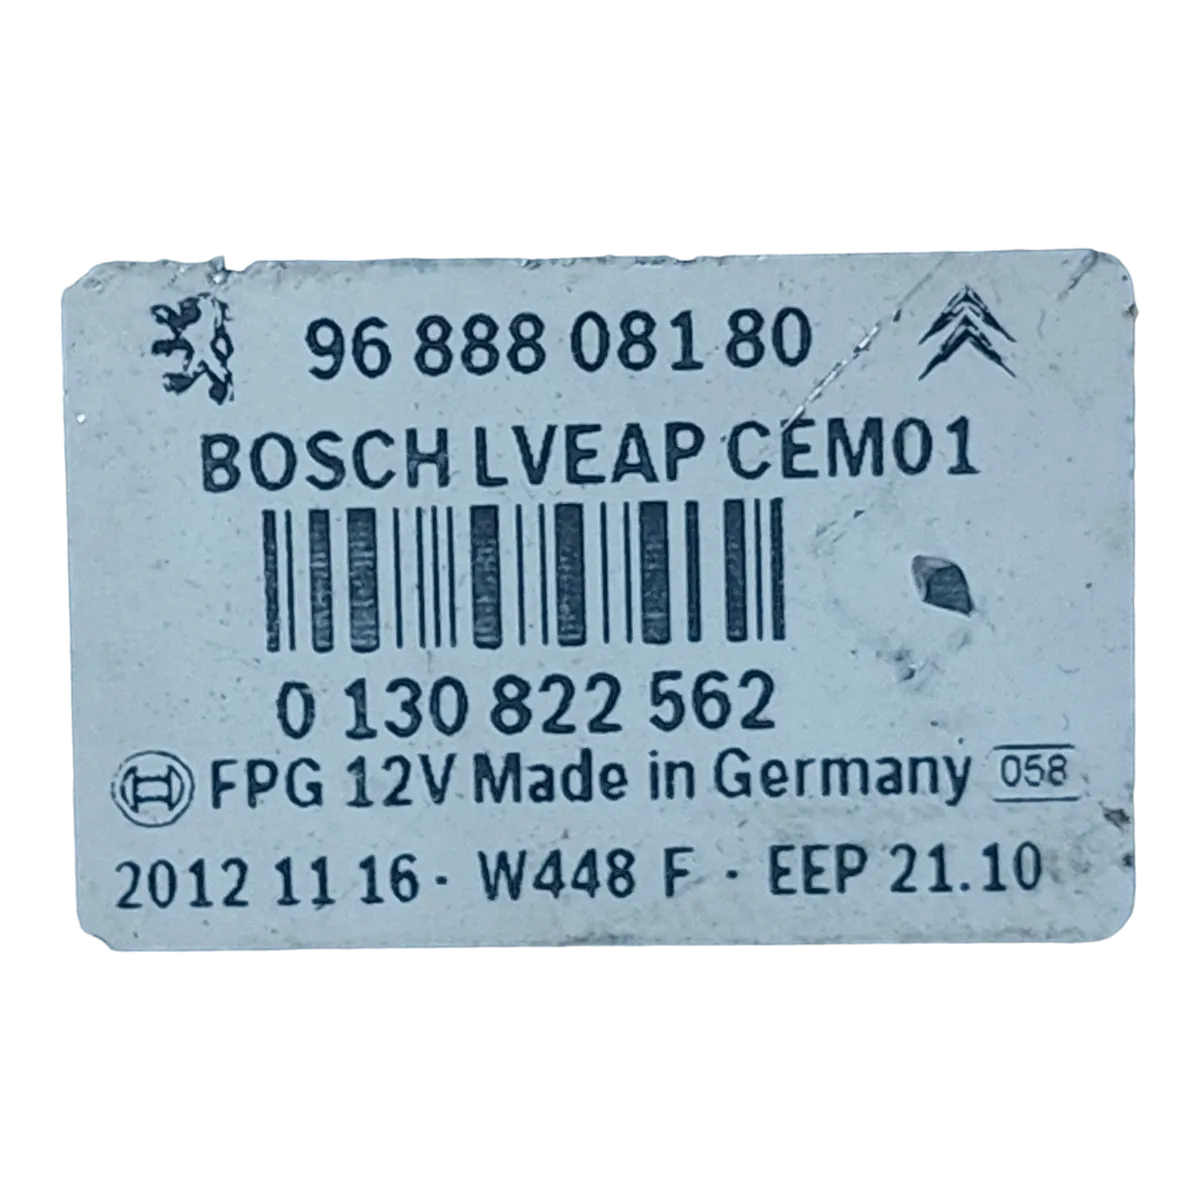 96 888 081 80
BOSCH LVEAP CEM01
0 130 822 562
FPG 12V Made in Germany 058
2012 11 16 · W448 F · EEP 21.10